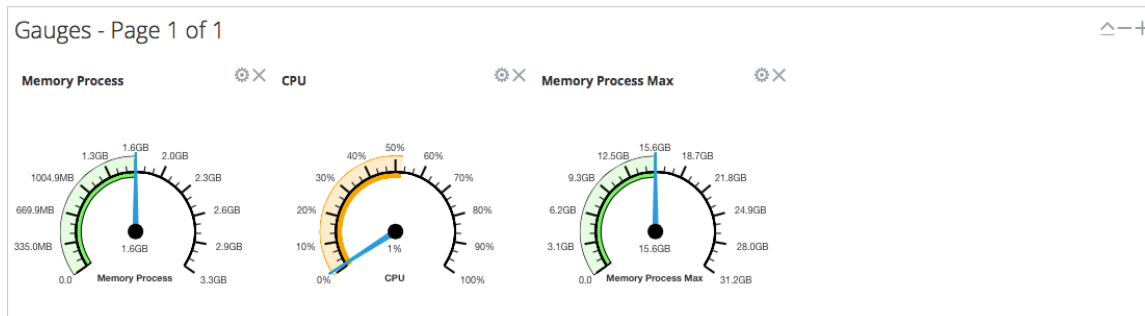 Gauges - Page 1 of 1
Memory Process
CPU
Memory Process Max
1.6GB
1.3GB
2.0GB
1004.9MB
2.3GB
669.9MB
2.6GB
335.0MB
1.6GB
2.9GB
0.0
Memory Process
3.3GB
50%
40%
60%
30%
70%
20%
80%
10%
1%
90%
0%
CPU
100%
15.6GB
12.5GB
18.7GB
9.3GB
21.8GB
6.2GB
24.9GB
3.1GB
15.6GB
28.0GB
0.0
Memory Process Max
31.2GB